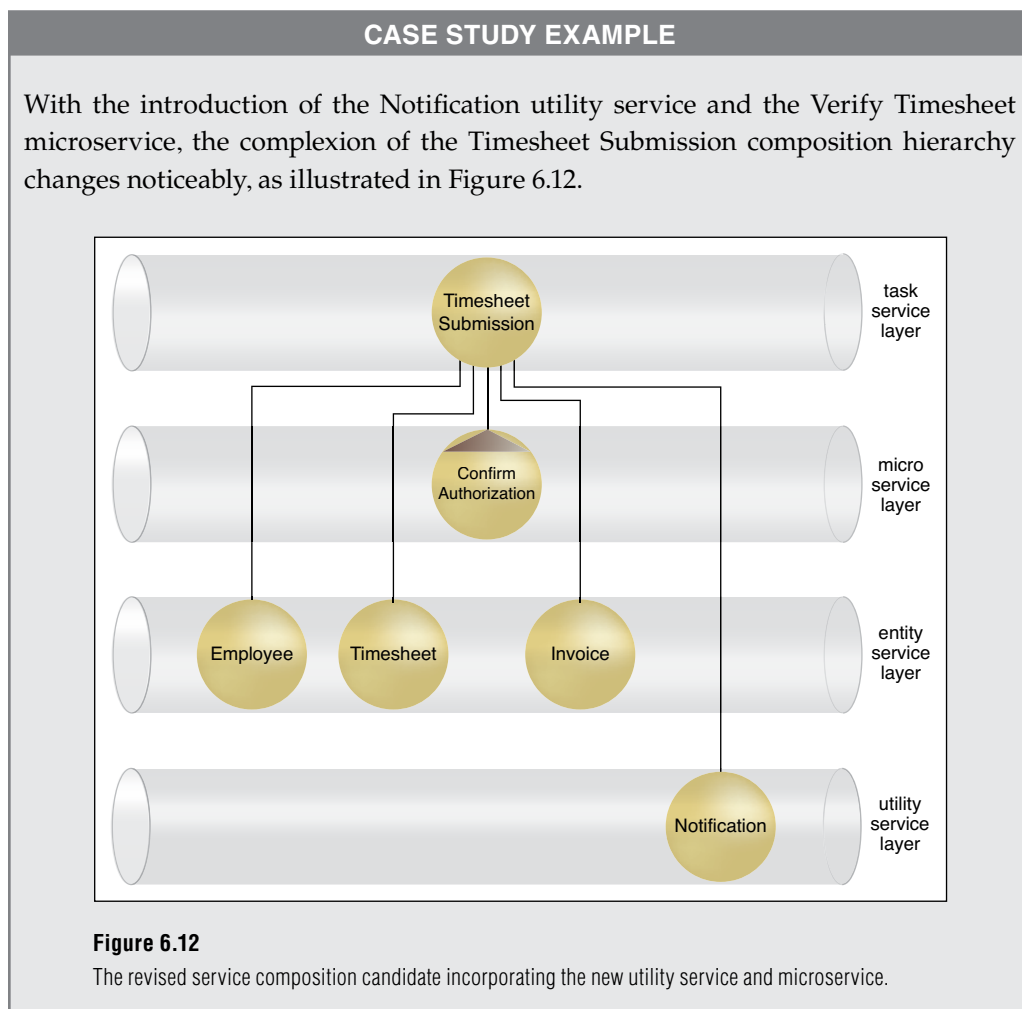 CASE STUDY EXAMPLE
With the introduction of the Notification utility service and the Verify Timesheet
microservice, the complexion of the Timesheet Submission composition hierarchy
changes noticeably, as illustrated in Figure 6.12.
Timesheet
Submission
task
service
layer
Confirm
Authorization
micro
service
layer
Employee
Timesheet
Invoice
entity
service
layer
Notification
utility
service
layer
Figure 6.12
The revised service composition candidate incorporating the new utility service and microservice.